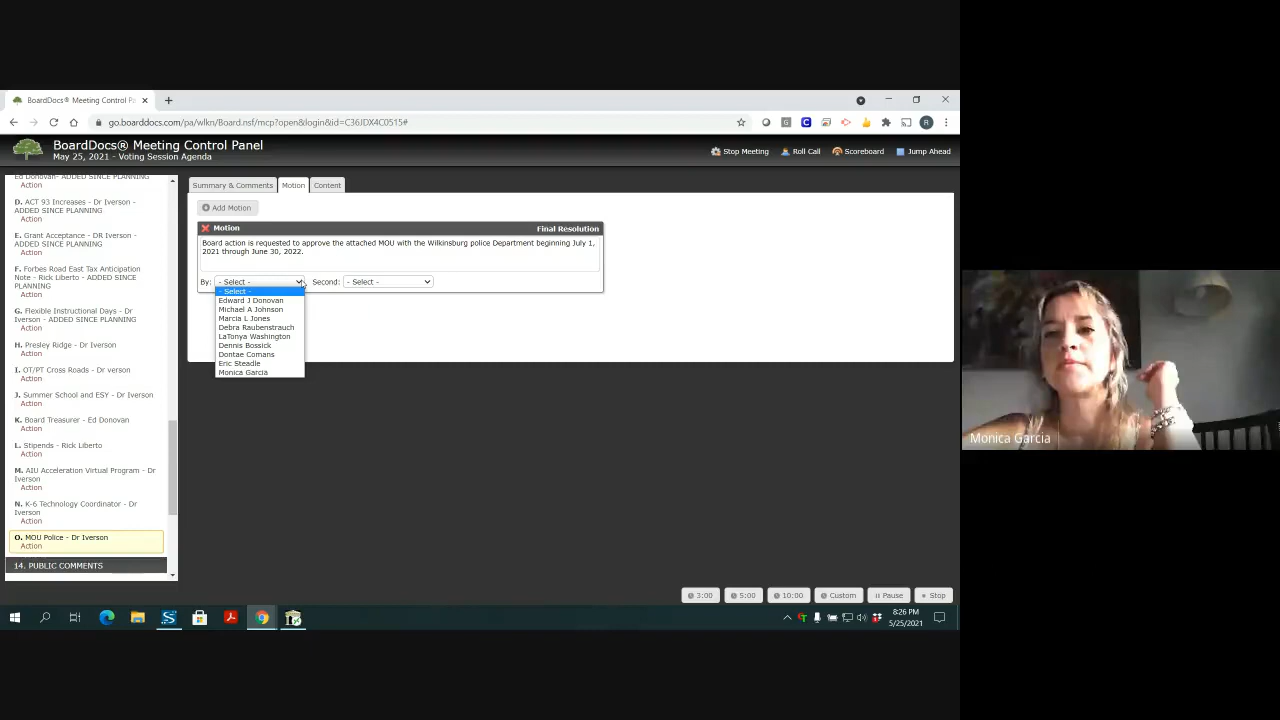 BoardDocs® Meeting Control Pa
go.boarddocs.com/pa/wlkn/Board.nsf/mcp?open&login&id=C36JDX4C0515#
R
BoardDocs® Meeting Control Panel
May 25, 2021 - Voting Session Agenda
Stop Meeting
Roll Call
Scoreboard
Jump Ahead
Ed Donovan- ADDED SINCE PLANNING
Action
D. ACT 93 Increases - Dr Iverson -
ADDED SINCE PLANNING
Action
E. Grant Acceptance - DR Iverson -
ADDED SINCE PLANNING
Action
F. Forbes Road East Tax Anticipation
Note - Rick Liberto - ADDED SINCE
PLANNING
Action
G. Flexible Instructional Days - Dr
Iverson - ADDED SINCE PLANNING
Action
H. Presley Ridge - Dr Iverson
Action
I. OT/PT Cross Roads - Dr verson
Action
J. Summer School and ESY - Dr Iverson
Action
K. Board Treasurer - Ed Donovan
Action
L. Stipends - Rick Liberto
Action
M. AIU Acceleration Virtual Program - Dr
Iverson
Action
N. K-6 Technology Coordinator - Dr
Iverson
Action
O. MOU Police - Dr Iverson
Action
14. PUBLIC COMMENTS
Summary & Comments
Motion
Content
Add Motion
Motion
Final Resolution
Board action is requested to approve the attached MOU with the Wilkinsburg police Department beginning July 1,
2021 through June 30, 2022.
By: - Select -
Second: - Select -
- Select -
Edward J Donovan
Michael A Johnson
Marcia L Jones
Debra Raubenstrauch
LaTonya Washington
Dennis Bossick
Dontae Comans
Eric Steadle
Monica Garcia
Monica Garcia
3:00
5:00
10:00
Custom
Pause
Stop
8:26 PM
5/25/2021